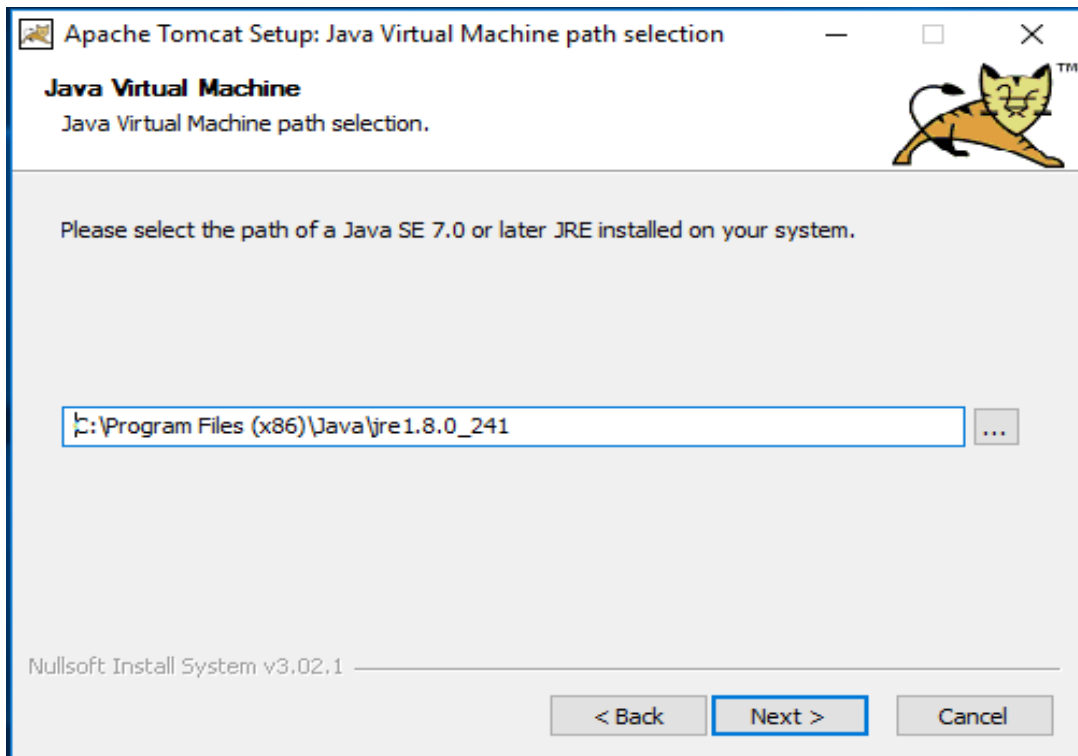 Apache Tomcat Setup: Java Virtual Machine path selection
Java Virtual Machine
Java Virtual Machine path selection.
TM
Please select the path of a Java SE 7.0 or later JRE installed on your system.
C:\Program Files (x86)\Java\jre1.8.0_241
...
Nullsoft Install System v3.02.1
< Back
Next >
Cancel